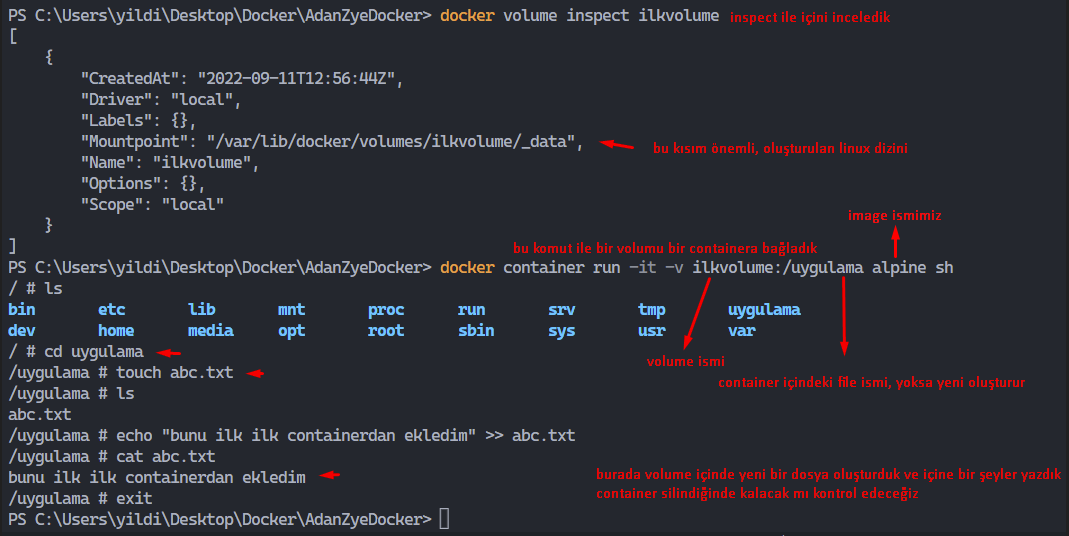 PS C:\Users\yildi\Desktop\Docker\AdanZyeDocker> docker volume inspect ilkvolume inspect ile içini inceledik
[
    {
        "CreatedAt": "2022-09-11T12:56:44Z",
        "Driver": "local",
        "Labels": {},
        "Mountpoint": "/var/lib/docker/volumes/ilkvolume/_data", bu kısım önemli, oluşturulan linux dizini
        "Name": "ilkvolume",
        "Options": {},
        "Scope": "local"
    }
image ismimiz
]
bu komut ile bir volumu bir containera bağladık
PS C:\Users\yildi\Desktop\Docker\AdanZyeDocker> docker container run -it -v ilkvolume:/uygulama alpine sh
/ # ls
bin etc lib mnt proc run srv tmp uygulama
dev home media opt root sbin sys usr var
/ # cd uygulama
volume ismi
/uygulama # touch abc.txt
container içindeki file ismi, yoksa yeni oluşturur
/uygulama # ls
abc.txt
/uygulama # echo "bunu ilk ilk containerdan ekledim" >> abc.txt
/uygulama # cat abc.txt
bunu ilk ilk containerdan ekledim
burada volume içinde yeni bir dosya oluşturduk ve içine bir şeyler yazdık
container silindiğinde kalacak mı kontrol edeceğiz
/uygulama # exit
PS C:\Users\yildi\Desktop\Docker\AdanZyeDocker>